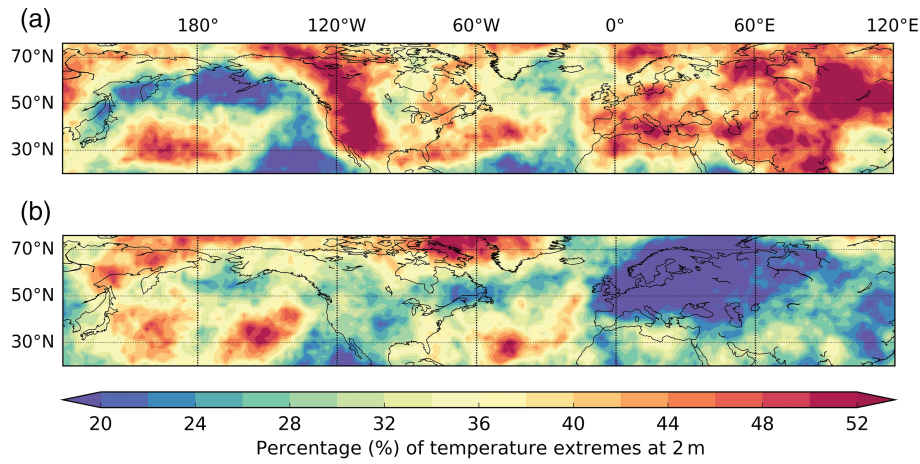 (a)
180° 120°W 60°W 0° 60°E 120°E
70°N
50°N
30°N
(b)
70°N
50°N
30°N
20 24 28 32 36 40 44 48 52
Percentage (%) of temperature extremes at 2 m